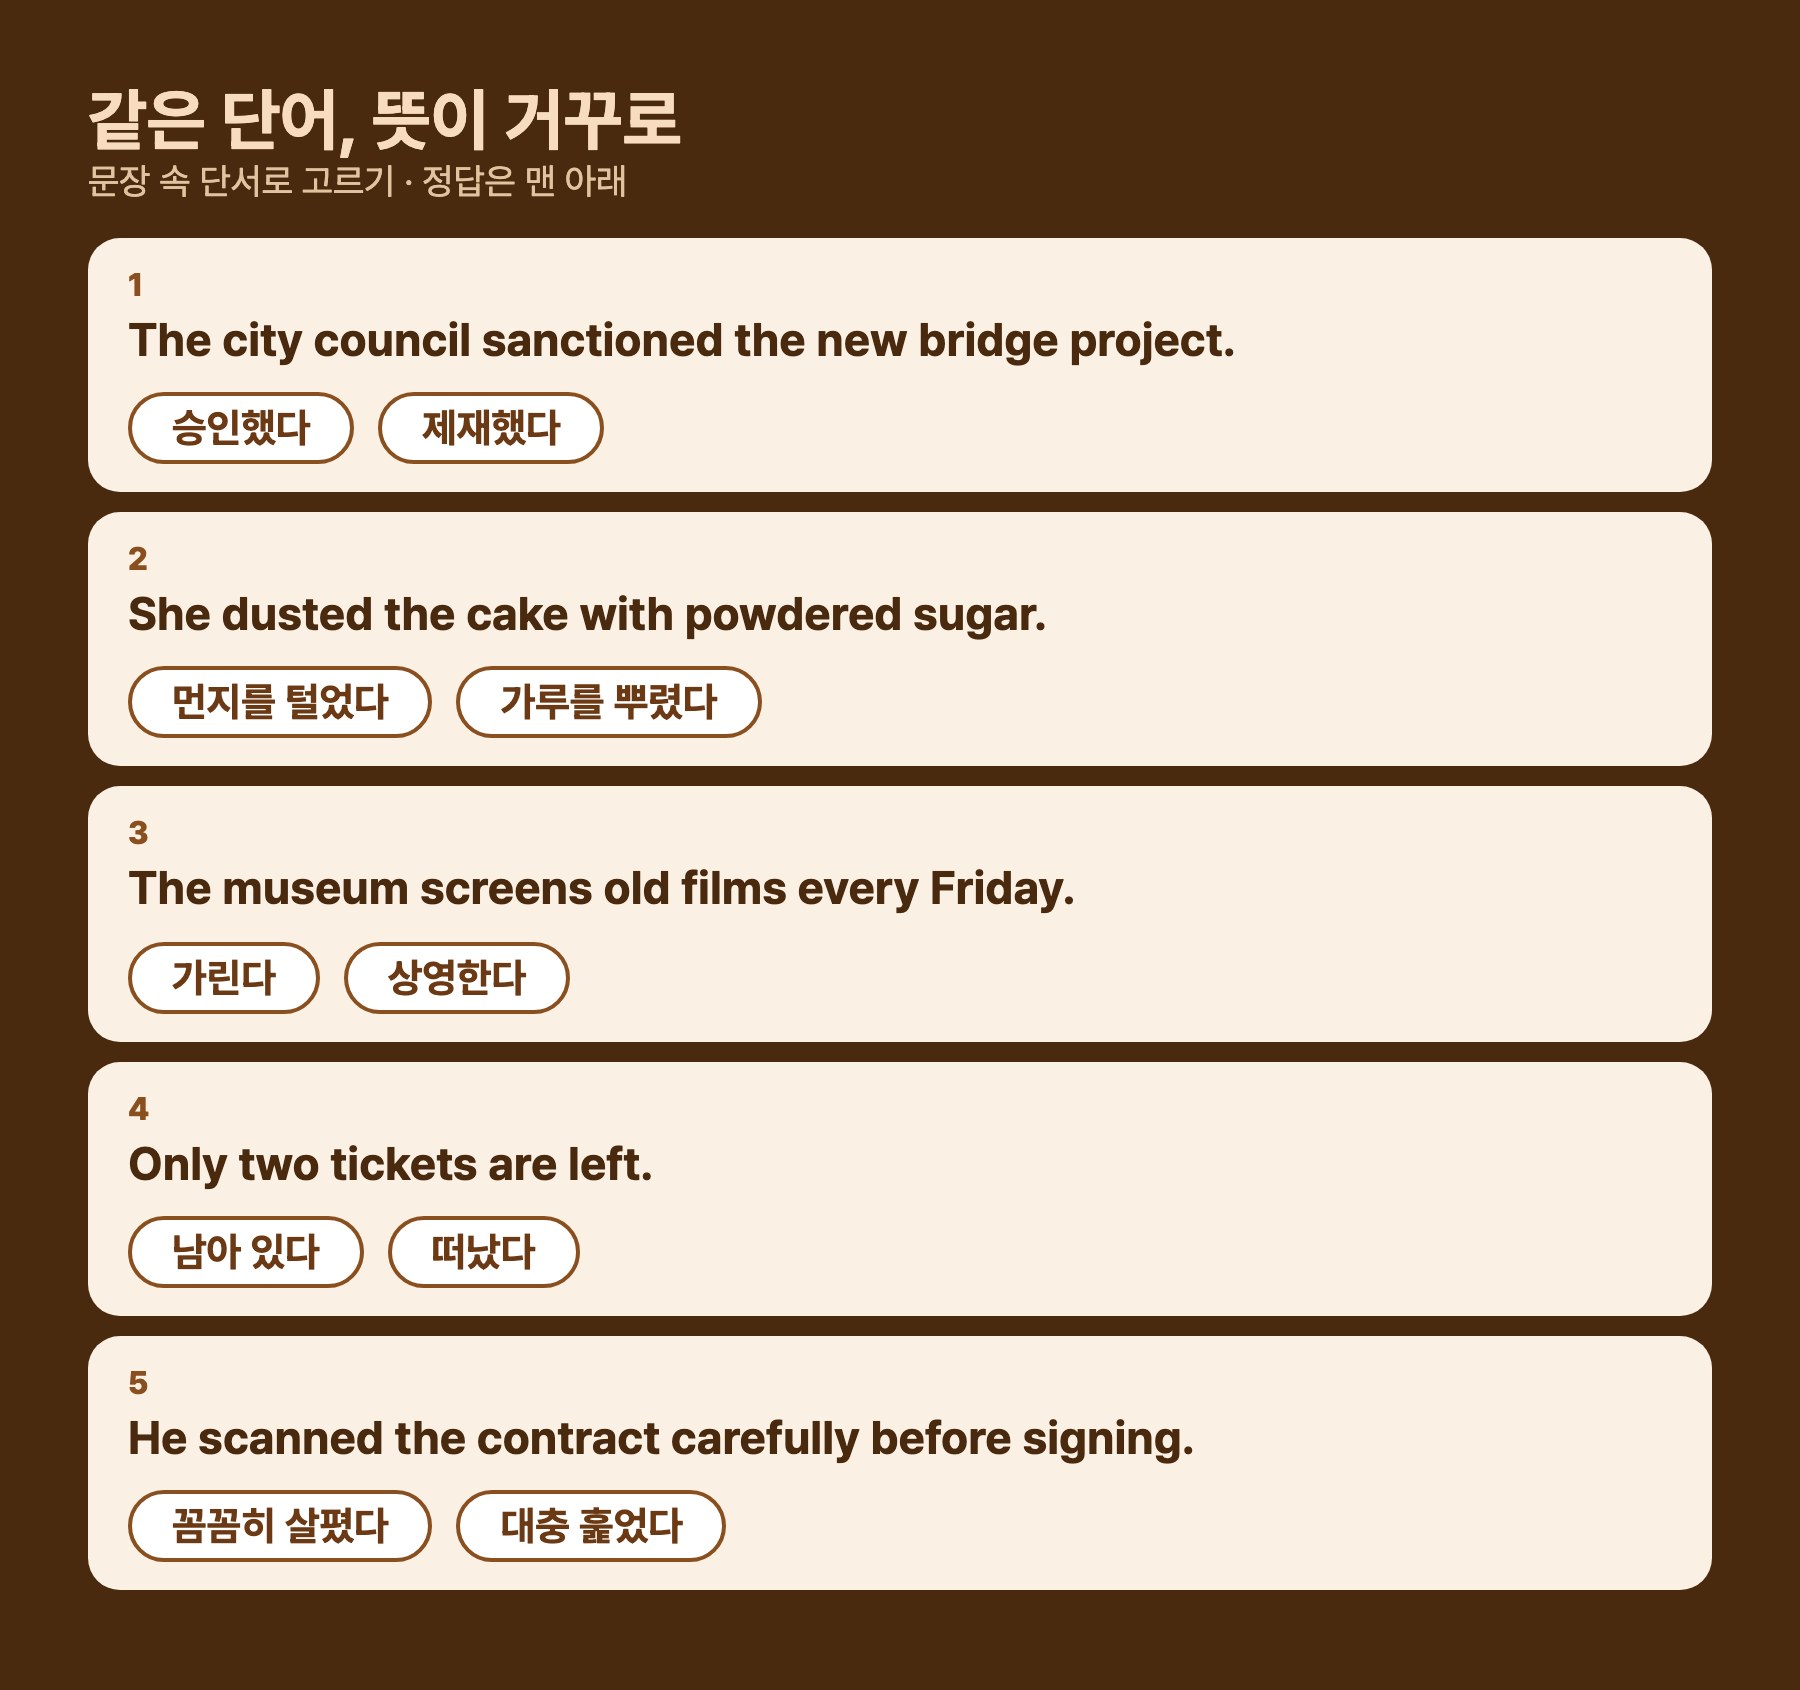 같은 단어, 뜻이 거꾸로
문장 속 단서로 고르기 · 정답은 맨 아래
1
The city council sanctioned the new bridge project.
승인했다 제재했다
2
She dusted the cake with powdered sugar.
먼지를 털었다 가루를 뿌렸다
3
The museum screens old films every Friday.
가린다 상영한다
4
Only two tickets are left.
남아 있다 떠났다
5
He scanned the contract carefully before signing.
꼼꼼히 살폈다 대충 훑었다